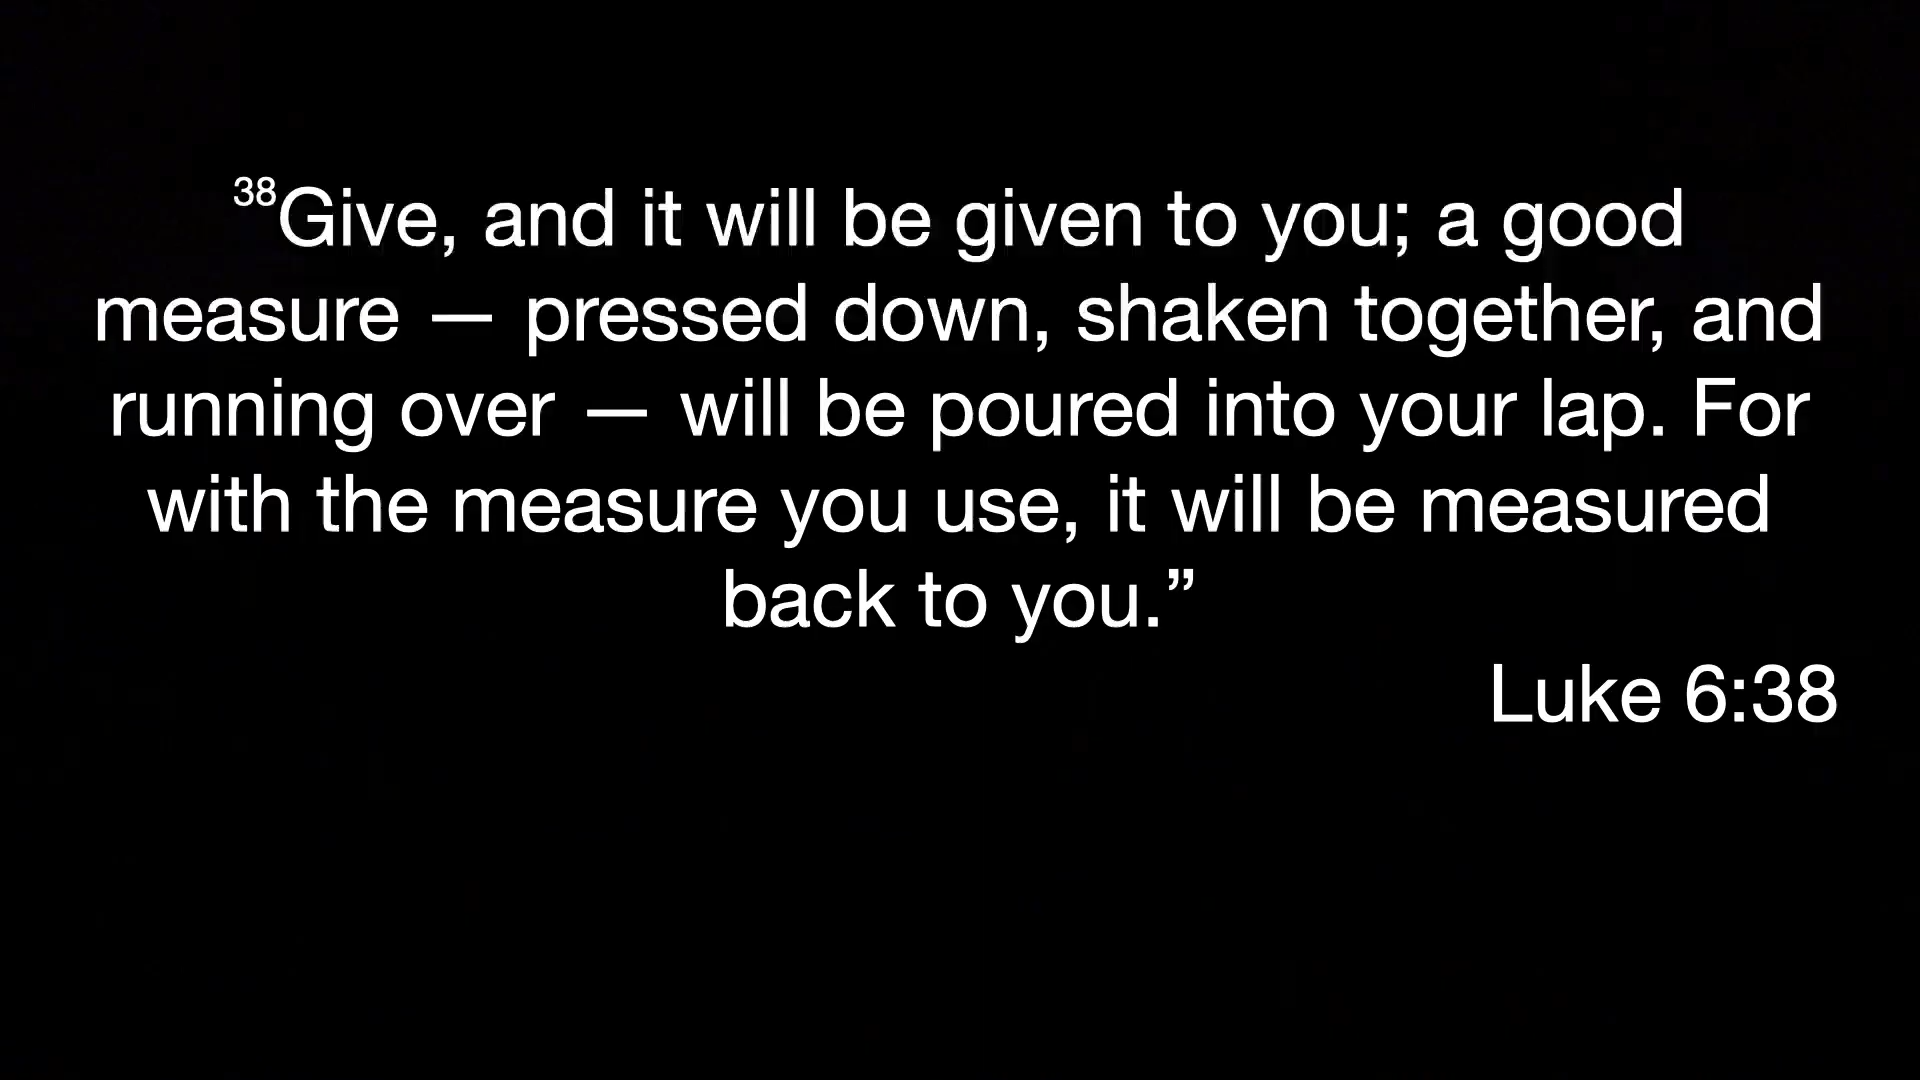 ³⁸Give, and it will be given to you; a good
measure — pressed down, shaken together, and
running over — will be poured into your lap. For
with the measure you use, it will be measured
back to you.”
Luke 6:38